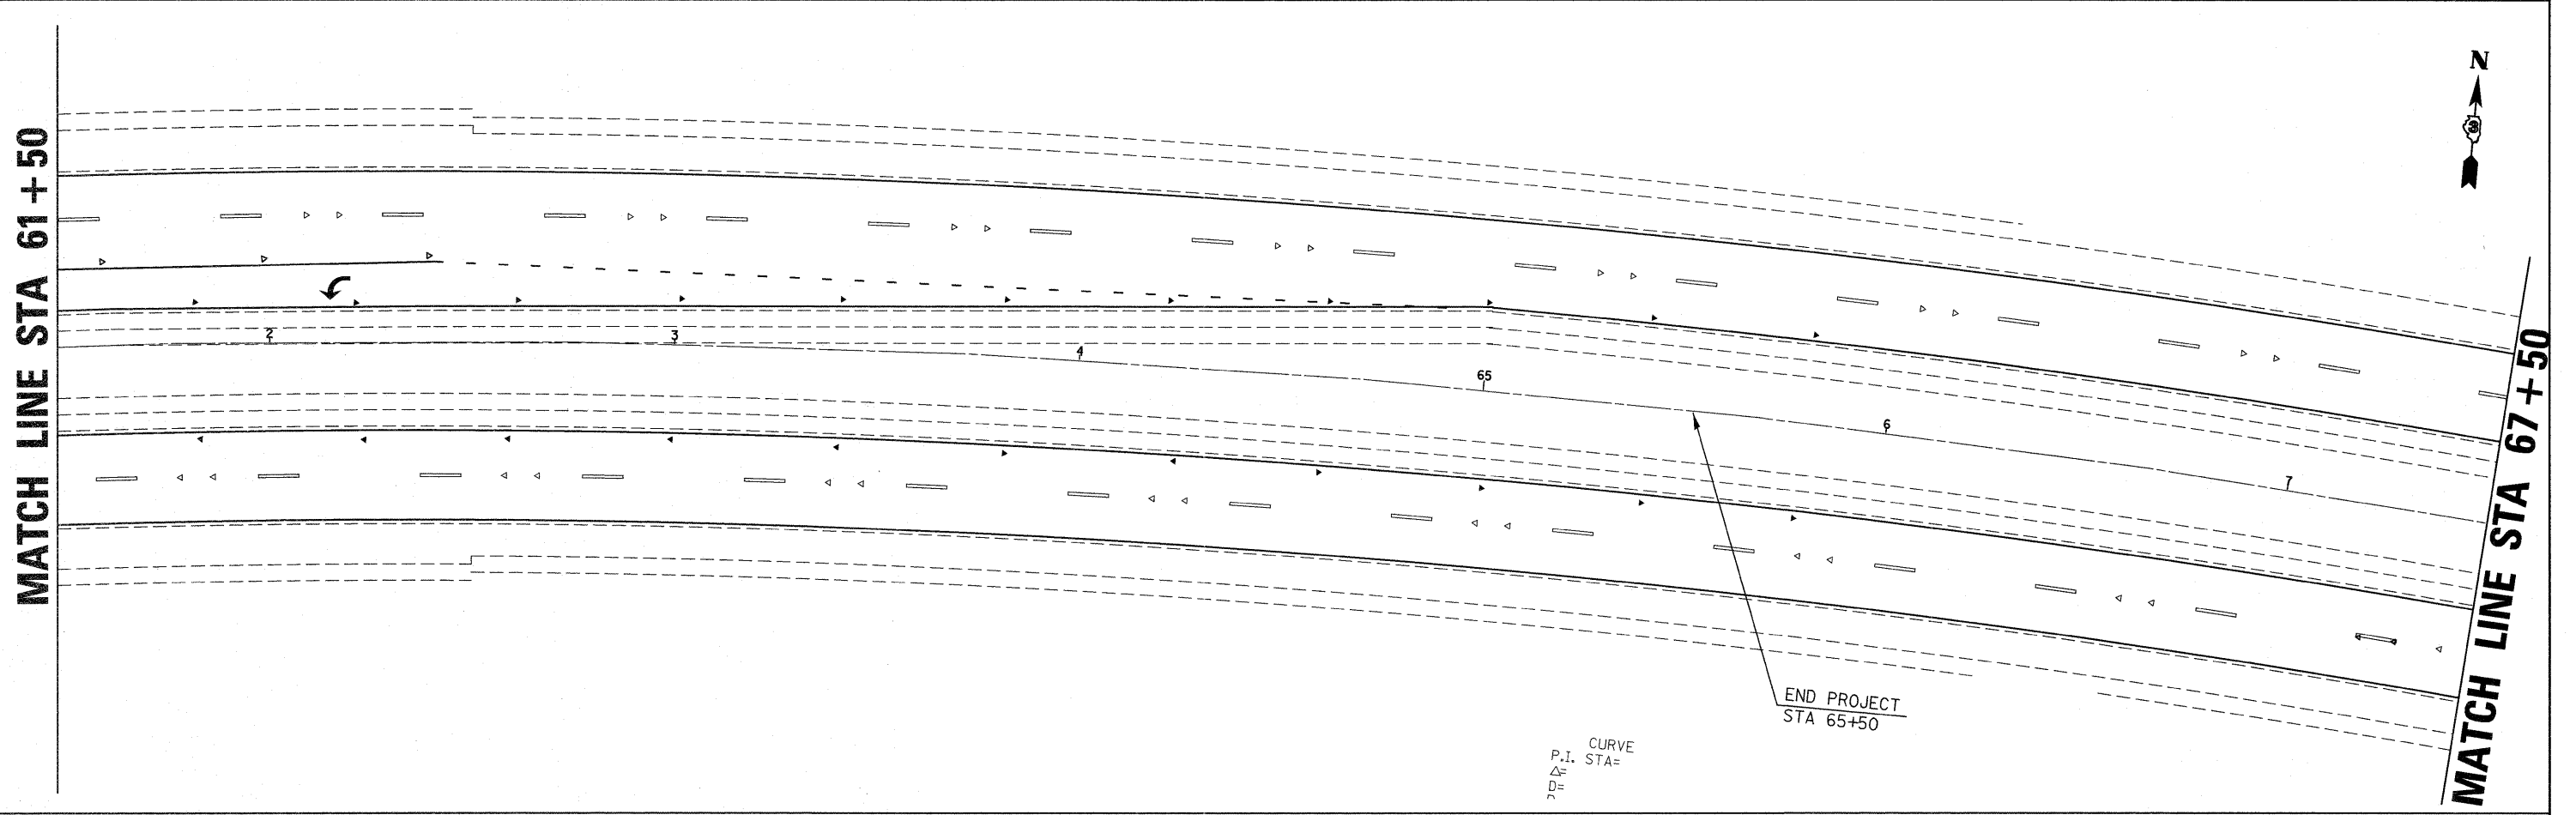 MATCH LINE STA 61+50
N
2
3
4
65
6
7
END PROJECT
STA 65+50
CURVE
P.I. STA=
Δ=
D=
MATCH LINE STA 67+50